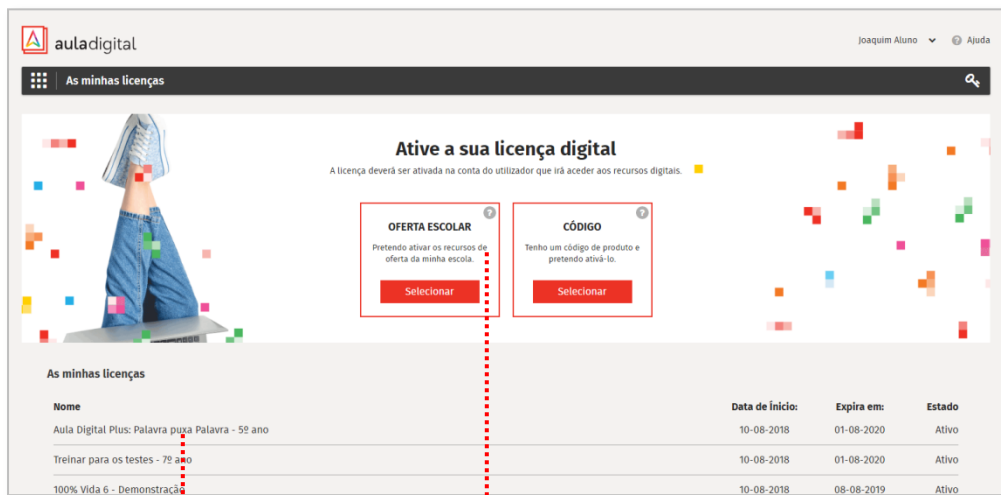 auladigital
Joaquim Aluno
Ajuda
As minhas licenças
Ative a sua licença digital
A licença deverá ser ativada na conta do utilizador que irá aceder aos recursos digitais.
OFERTA ESCOLAR
Pretendo ativar os recursos de
oferta da minha escola.
Selecionar
CÓDIGO
Tenho um código de produto e
pretendo ativá-lo.
Selecionar
As minhas licenças
Nome Data de Ínicio: Expira em: Estado
Aula Digital Plus: Palavra puxa Palavra - 5º ano 10-08-2018 01-08-2020 Ativo
Treinar para os testes - 7º ano 10-08-2018 01-08-2020 Ativo
100% Vida 6 - Demonstração 10-08-2018 08-08-2019 Ativo